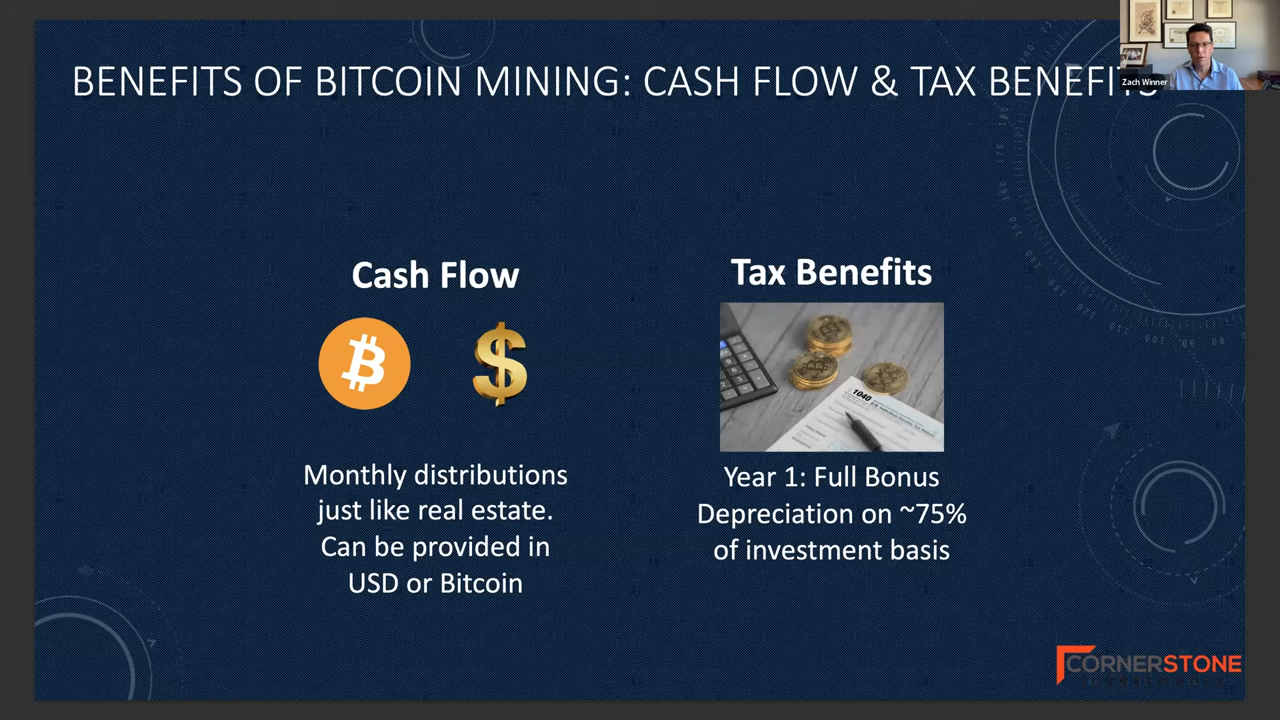 BENEFITS OF BITCOIN MINING: CASH FLOW & TAX BENEFITS
Zach Winner
Cash Flow
Tax Benefits
1040
Monthly distributions
just like real estate.
Can be provided in
USD or Bitcoin
Year 1: Full Bonus
Depreciation on ~75%
of investment basis
CORNERSTONE